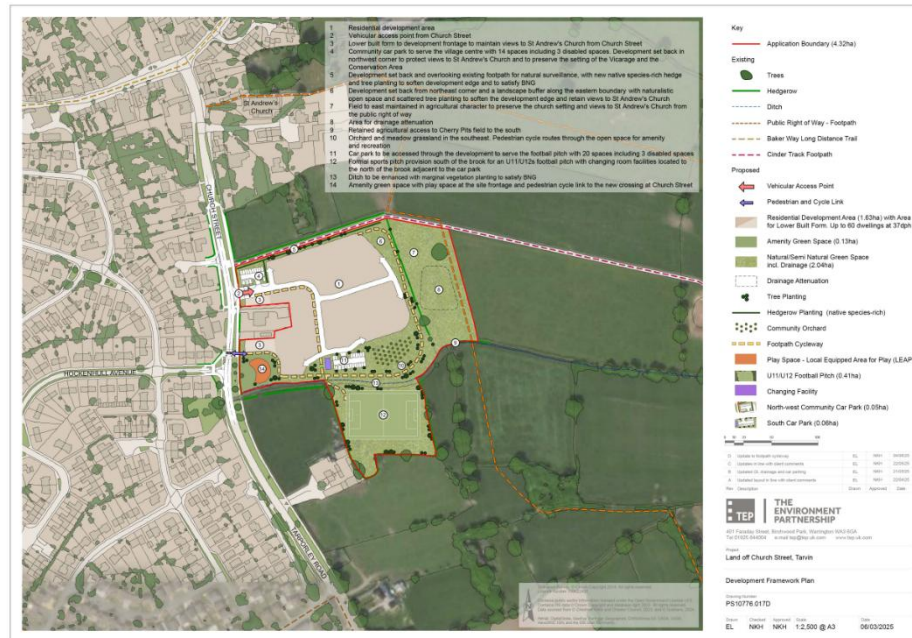 1 Residential development area
2 Vehicular access point from Church Street
3 Lower built form to development frontage to maintain views to St Andrew's Church from Church Street
4 Community car park to serve the village centre with 14 spaces including 3 disabled spaces. Development set back in
northwest corner to protect views to St Andrew's Church and to preserve the setting of the Vicarage and the
Conservation Area
5 Development set back and overlooking existing footpath for natural surveillance, with new native species-rich hedge
and tree planting to soften development edge and to satisfy BNG
6 Development set back from northeast corner and a landscape buffer along the eastern boundary with naturalistic
open space and scattered tree planting to soften the development edge and retain views to St Andrew's Church
7 Field to east maintained in agricultural character to preserve the church setting and views to St Andrew's Church from
the public right of way
8 Area for drainage attenuation
9 Retained agricultural access to Cherry Pits field to the south
10 Orchard and meadow grassland in the southeast. Pedestrian cycle routes through the open space for amenity
and recreation
11 Car park to be accessed through the development to serve the football pitch with 20 spaces including 3 disabled spaces
12 Formal sports pitch provision south of the brook for an U11/U12s football pitch with changing room facilities located to
the north of the brook adjacent to the car park
13 Ditch to be enhanced with marginal vegetation planting to satisfy BNG
14 Amenity green space with play space at the site frontage and pedestrian cycle link to the new crossing at Church Street
St Andrew's
Church
CHURCH STREET
ROCKENHULL AVENUE
TARPORLEY ROAD
Key
Application Boundary (4.32ha)
Existing
Trees
Hedgerow
Ditch
Public Right of Way - Footpath
Baker Way Long Distance Trail
Cinder Track Footpath
Proposed
Vehicular Access Point
Pedestrian and Cycle Link
Residential Development Area (1.63ha) with Area
for Lower Built Form. Up to 60 dwellings at 37dph
Amenity Green Space (0.13ha)
Natural/Semi Natural Green Space
incl. Drainage (2.04ha)
Drainage Attenuation
Tree Planting
Hedgerow Planting (native species-rich)
Community Orchard
Footpath Cycleway
Play Space - Local Equipped Area for Play (LEAP)
U11/U12 Football Pitch (0.41ha)
Changing Facility
North-west Community Car Park (0.05ha)
South Car Park (0.06ha)
TEP
THE
ENVIRONMENT
PARTNERSHIP
Project
Land off Church Street, Tarvin
Development Framework Plan
Drawing Number
PS10776.017D
Drawn Checked Approved Scale Date
EL NKH NKH 1:2,500 @ A3 06/03/2025